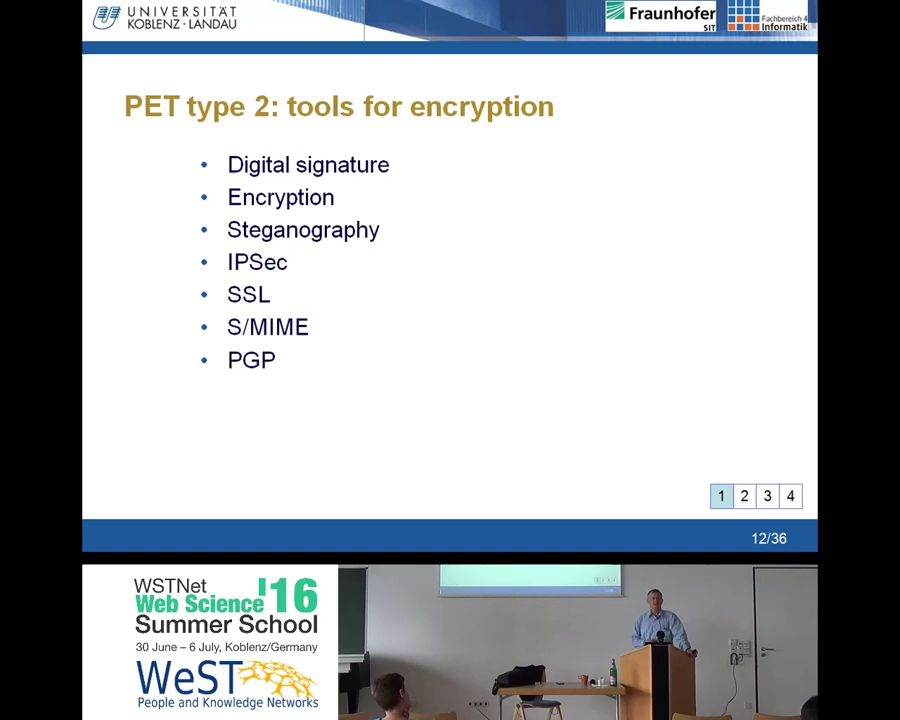 UNIVERSITÄT
KOBLENZ · LANDAU
Fraunhofer
SIT
Fachbereich 4
Informatik
PET type 2: tools for encryption
• Digital signature
• Encryption
• Steganography
• IPSec
• SSL
• S/MIME
• PGP
1 2 3 4
12/36
WSTNet
Web Science '16
Summer School
30 June – 6 July, Koblenz/Germany
WeST
People and Knowledge Networks